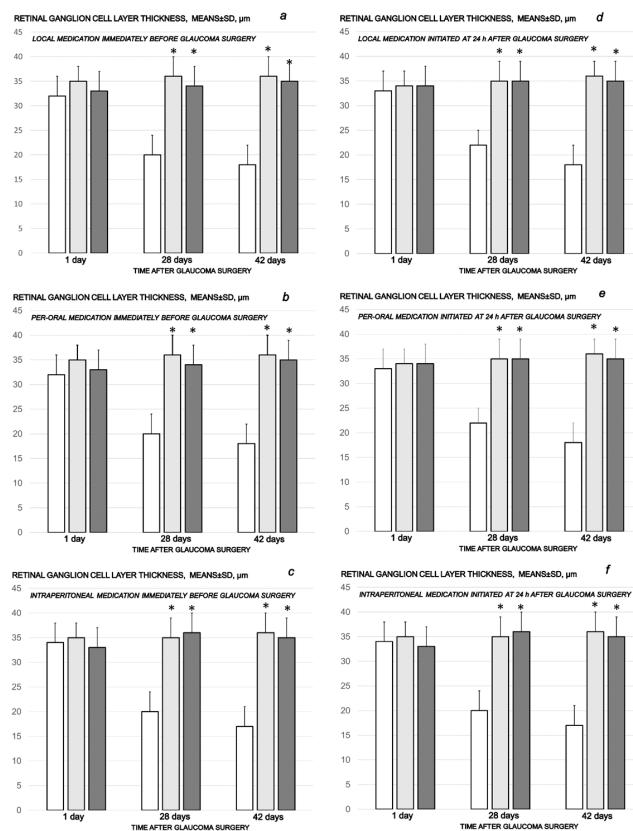 RETINAL GANGLION CELL LAYER THICKNESS, MEANS±SD, µm a
LOCAL MEDICATION IMMEDIATELY BEFORE GLAUCOMA SURGERY
40
35
30
25
20
15
10
5
0
* * * *
1 day 28 days 42 days
TIME AFTER GLAUCOMA SURGERY
RETINAL GANGLION CELL LAYER THICKNESS, MEANS±SD, µm b
PER-ORAL MEDICATION IMMEDIATELY BEFORE GLAUCOMA SURGERY
40
35
30
25
20
15
10
5
0
* * * *
1 day 28 days 42 days
TIME AFTER GLAUCOMA SURGERY
RETINAL GANGLION CELL LAYER THICKNESS, MEANS±SD, µm c
INTRAPERITONEAL MEDICATION IMMEDIATELY BEFORE GLAUCOMA SURGERY
40
35
30
25
20
15
10
5
0
* * * *
1 day 28 days 42 days
TIME AFTER GLAUCOMA SURGERY
RETINAL GANGLION CELL LAYER THICKNESS, MEANS±SD, µm d
LOCAL MEDICATION INITIATED AT 24 h AFTER GLAUCOMA SURGERY
40
35
30
25
20
15
10
5
0
* * * *
1 day 28 days 42 days
TIME AFTER GLAUCOMA SURGERY
RETINAL GANGLION CELL LAYER THICKNESS, MEANS±SD, µm e
PER-ORAL MEDICATION INITIATED AT 24 h AFTER GLAUCOMA SURGERY
40
35
30
25
20
15
10
5
0
* * * *
1 day 28 days 42 days
TIME AFTER GLAUCOMA SURGERY
RETINAL GANGLION CELL LAYER THICKNESS, MEANS±SD, µm f
INTRAPERITONEAL MEDICATION INITIATED AT 24 h AFTER GLAUCOMA SURGERY
40
35
30
25
20
15
10
5
0
* * * *
1 day 28 days 42 days
TIME AFTER GLAUCOMA SURGERY